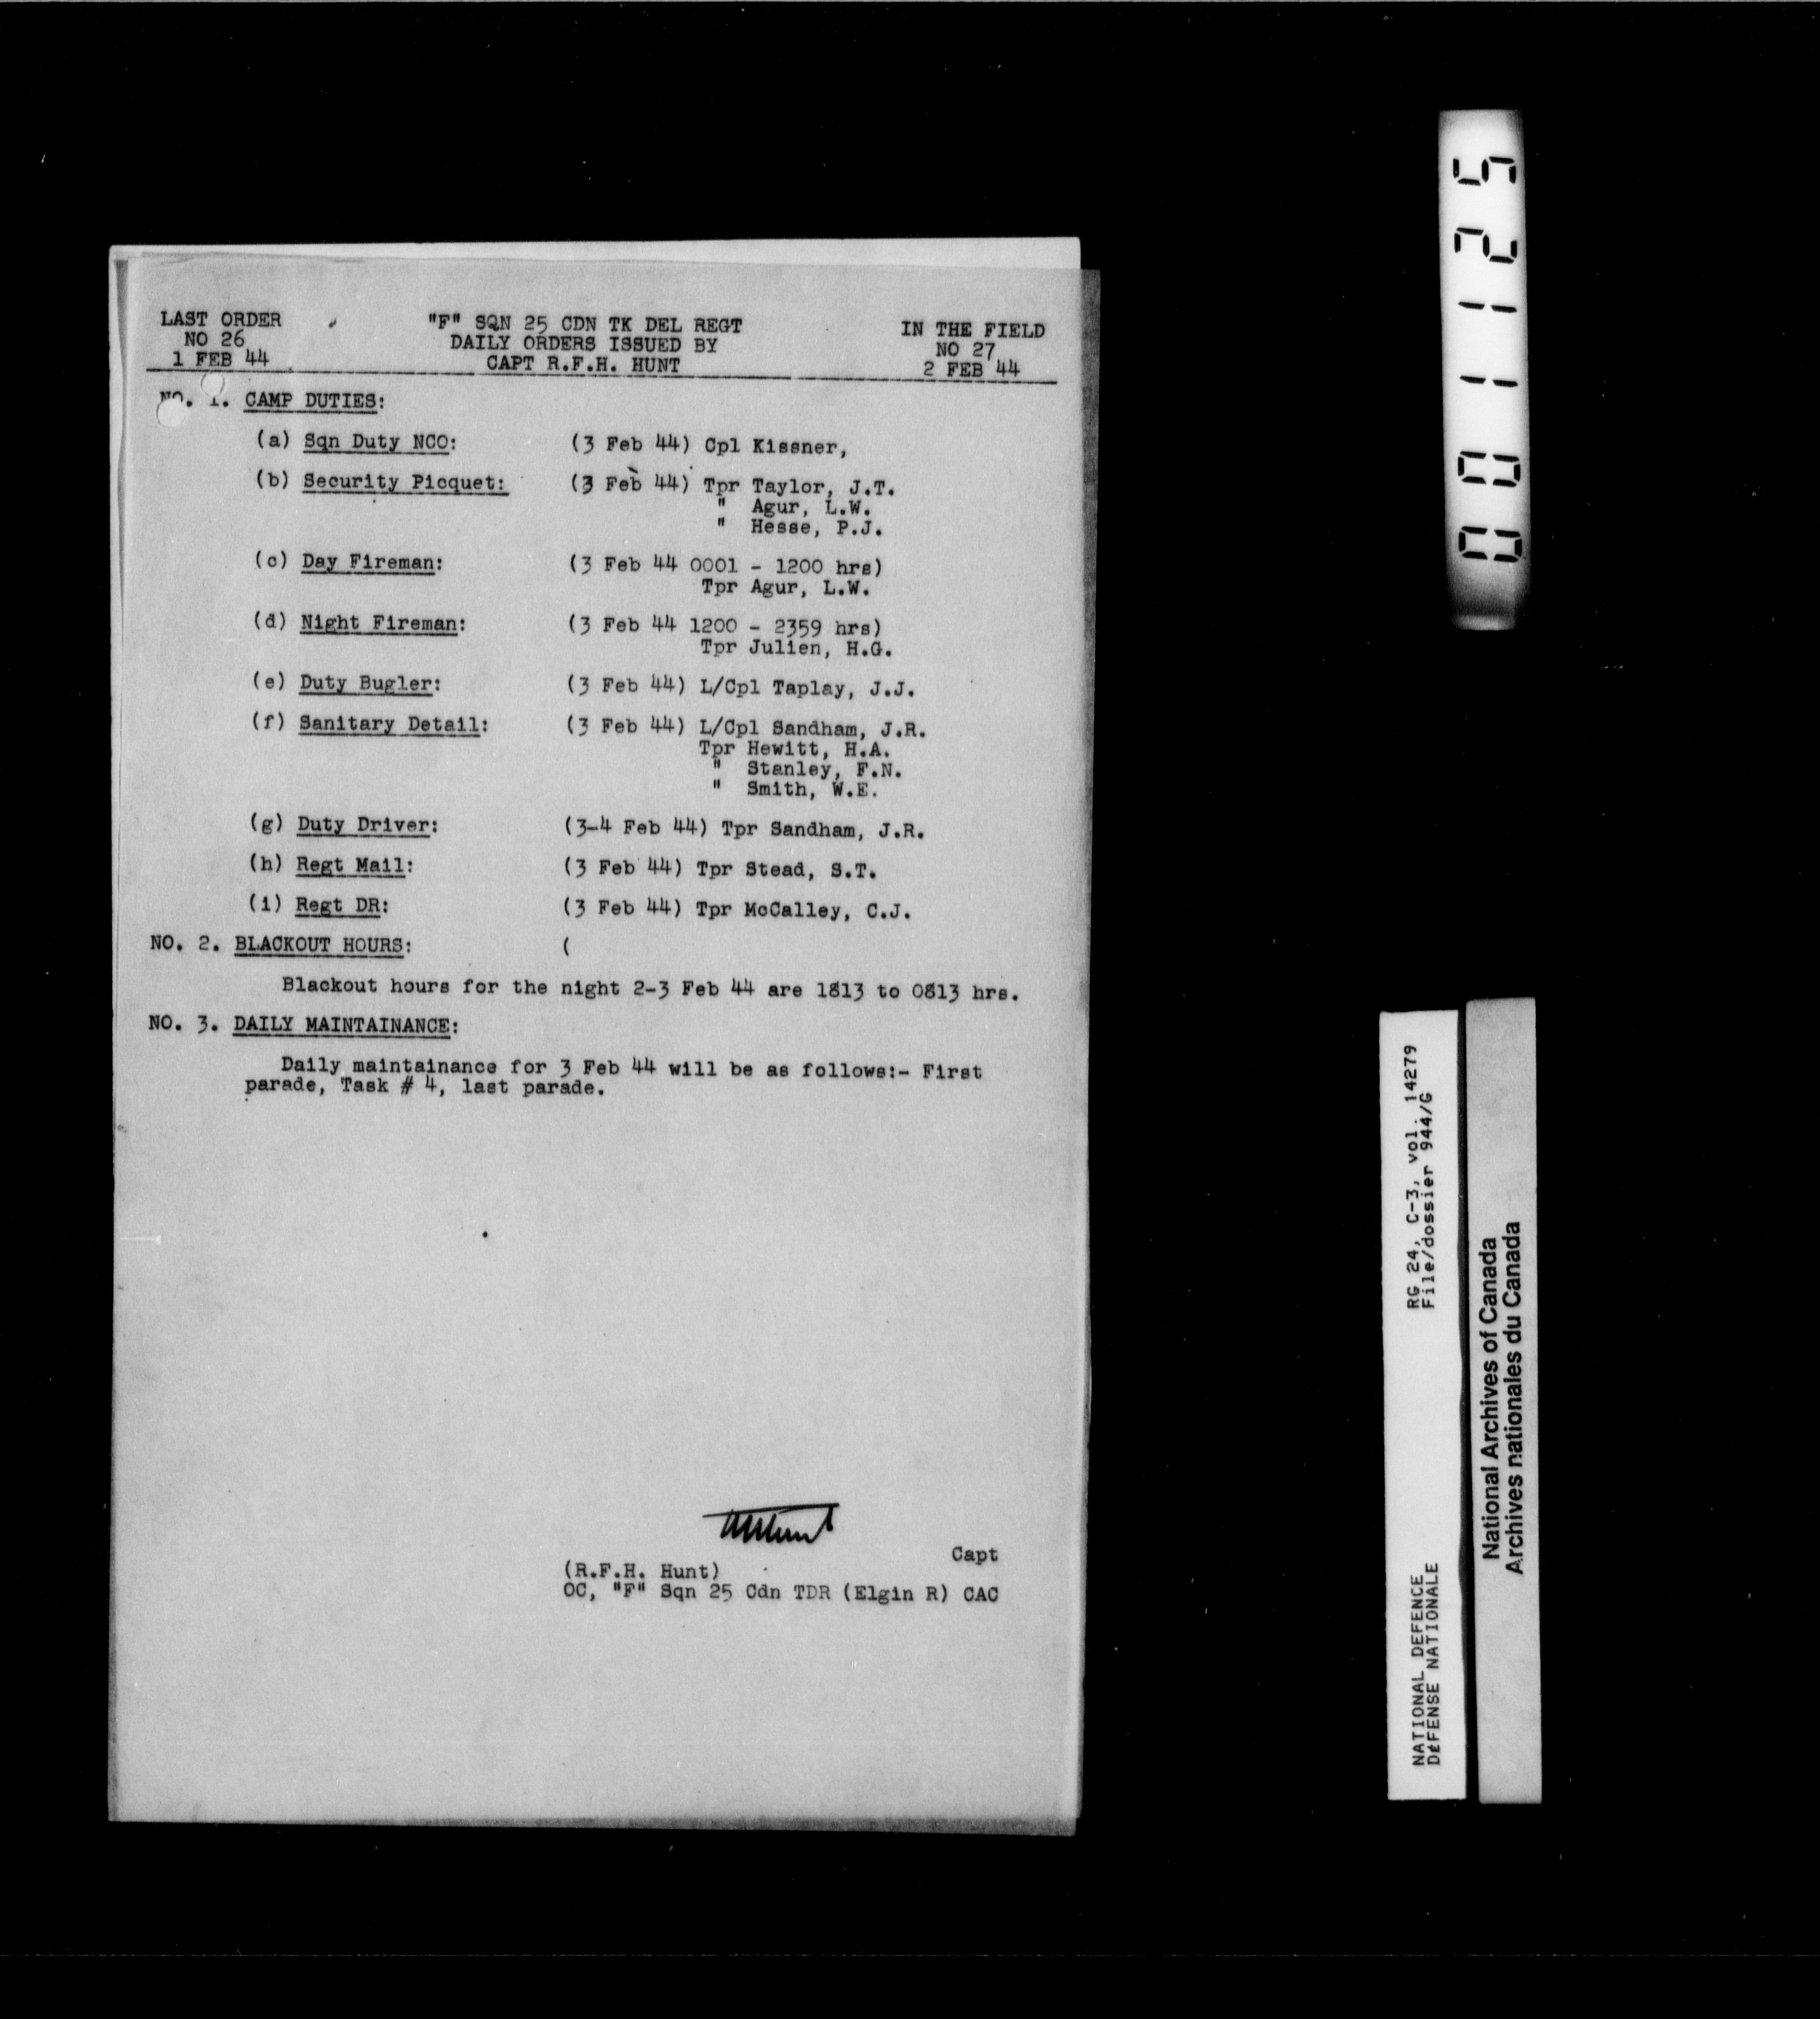 LAST ORDER
NO 26
1 FEB 44
"F" SQN 25 CDN TK DEL REGT
DAILY ORDERS ISSUED BY
CAPT R.F.H. HUNT
IN THE FIELD
NO 27
2 FEB 44
NO. 1. CAMP DUTIES:
(a) Sqn Duty NCO: (3 Feb 44) Cpl Kissner,
(b) Security Picquet: (3 Feb 44) Tpr Taylor, J.T.
" Agur, L.W.
" Hesse, P.J.
(c) Day Fireman: (3 Feb 44 0001 - 1200 hrs)
Tpr Agur, L.W.
(d) Night Fireman: (3 Feb 44 1200 - 2359 hrs)
Tpr Julien, H.G.
(e) Duty Bugler: (3 Feb 44) L/Cpl Taplay, J.J.
(f) Sanitary Detail: (3 Feb 44) L/Cpl Sandham, J.R.
Tpr Hewitt, H.A.
" Stanley, F.N.
" Smith, W.E.
(g) Duty Driver: (3-4 Feb 44) Tpr Sandham, J.R.
(h) Regt Mail: (3 Feb 44) Tpr Stead, S.T.
(i) Regt DR: (3 Feb 44) Tpr McCalley, C.J.
NO. 2. BLACKOUT HOURS: (
Blackout hours for the night 2-3 Feb 44 are 1813 to 0813 hrs.
NO. 3. DAILY MAINTAINANCE:
Daily maintainance for 3 Feb 44 will be as follows:- First
parade, Task # 4, last parade.
Capt
(R.F.H. Hunt)
OC, "F" Sqn 25 Cdn TDR (Elgin R) CAC
001125
RG 24, C-3, vol. 14279
File/dossier 944/G
NATIONAL DEFENCE
DÉFENSE NATIONALE
National Archives of Canada
Archives nationales du Canada